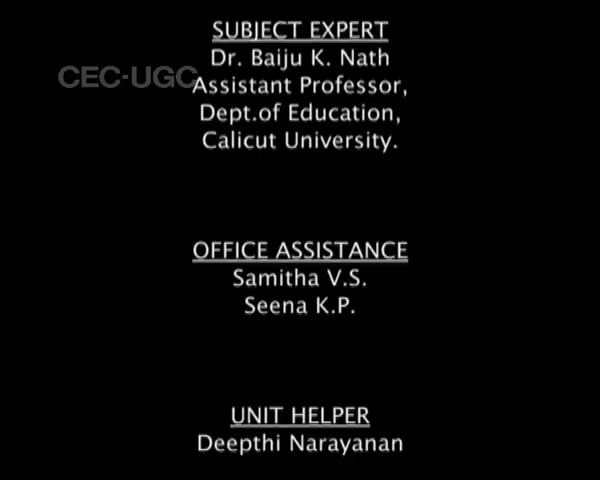 SUBJECT EXPERT
Dr. Baiju K. Nath
CEC-UGC
Assistant Professor,
Dept.of Education,
Calicut University.
OFFICE ASSISTANCE
Samitha V.S.
Seena K.P.
UNIT HELPER
Deepthi Narayanan